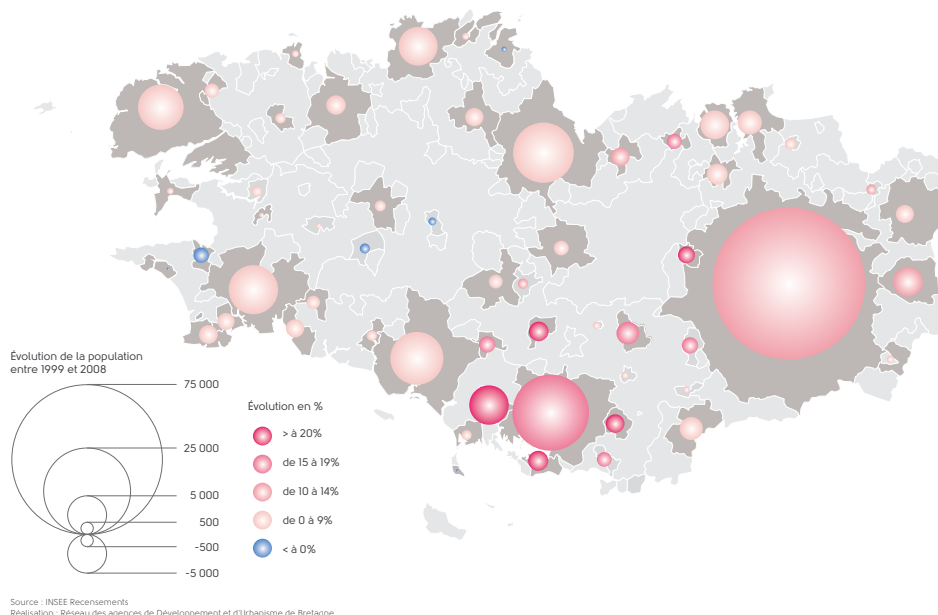 Évolution de la population
entre 1999 et 2008
75 000
25 000
5 000
500
-500
-5 000
Évolution en %
> à 20%
de 15 à 19%
de 10 à 14%
de 0 à 9%
< à 0%
Source : INSEE Recensements
Réalisation : Réseau des agences de Développement et d'Urbanisme de Bretagne